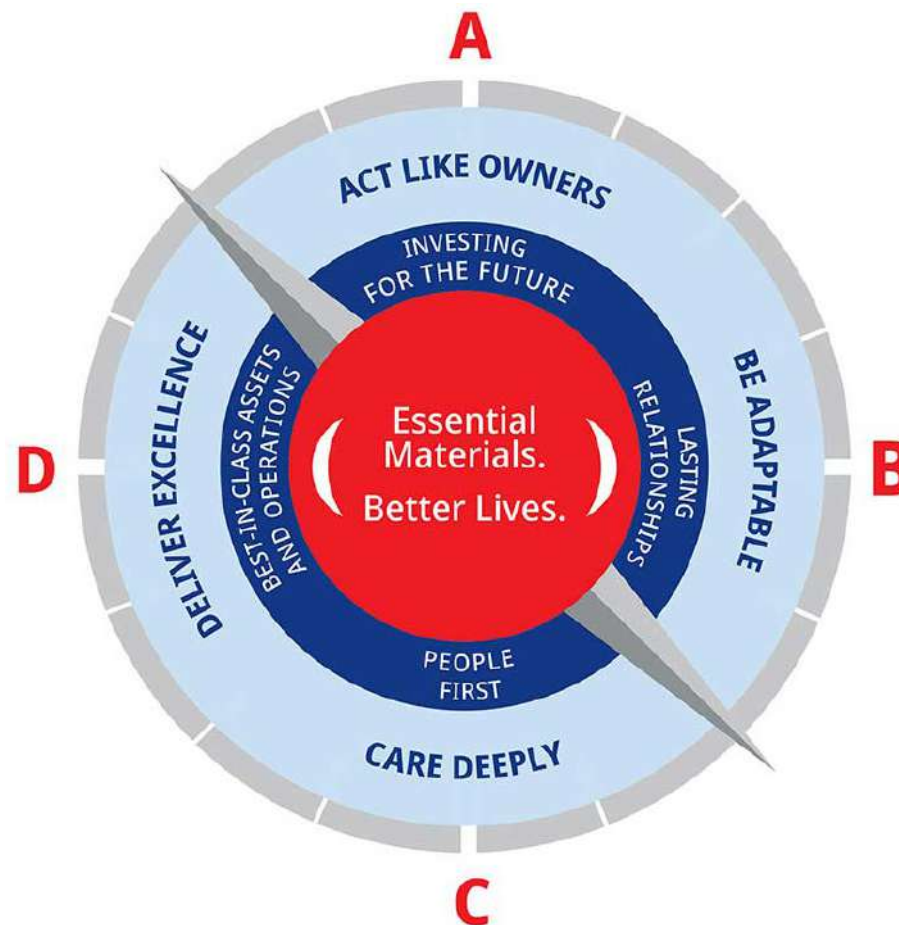 A
ACT LIKE OWNERS
INVESTING
FOR THE FUTURE
B
BE ADAPTABLE
LASTING
RELATIONSHIPS
Essential
Materials.
Better Lives.
D
DELIVER EXCELLENCE
BEST-IN-CLASS ASSETS
AND OPERATIONS
PEOPLE
FIRST
CARE DEEPLY
C